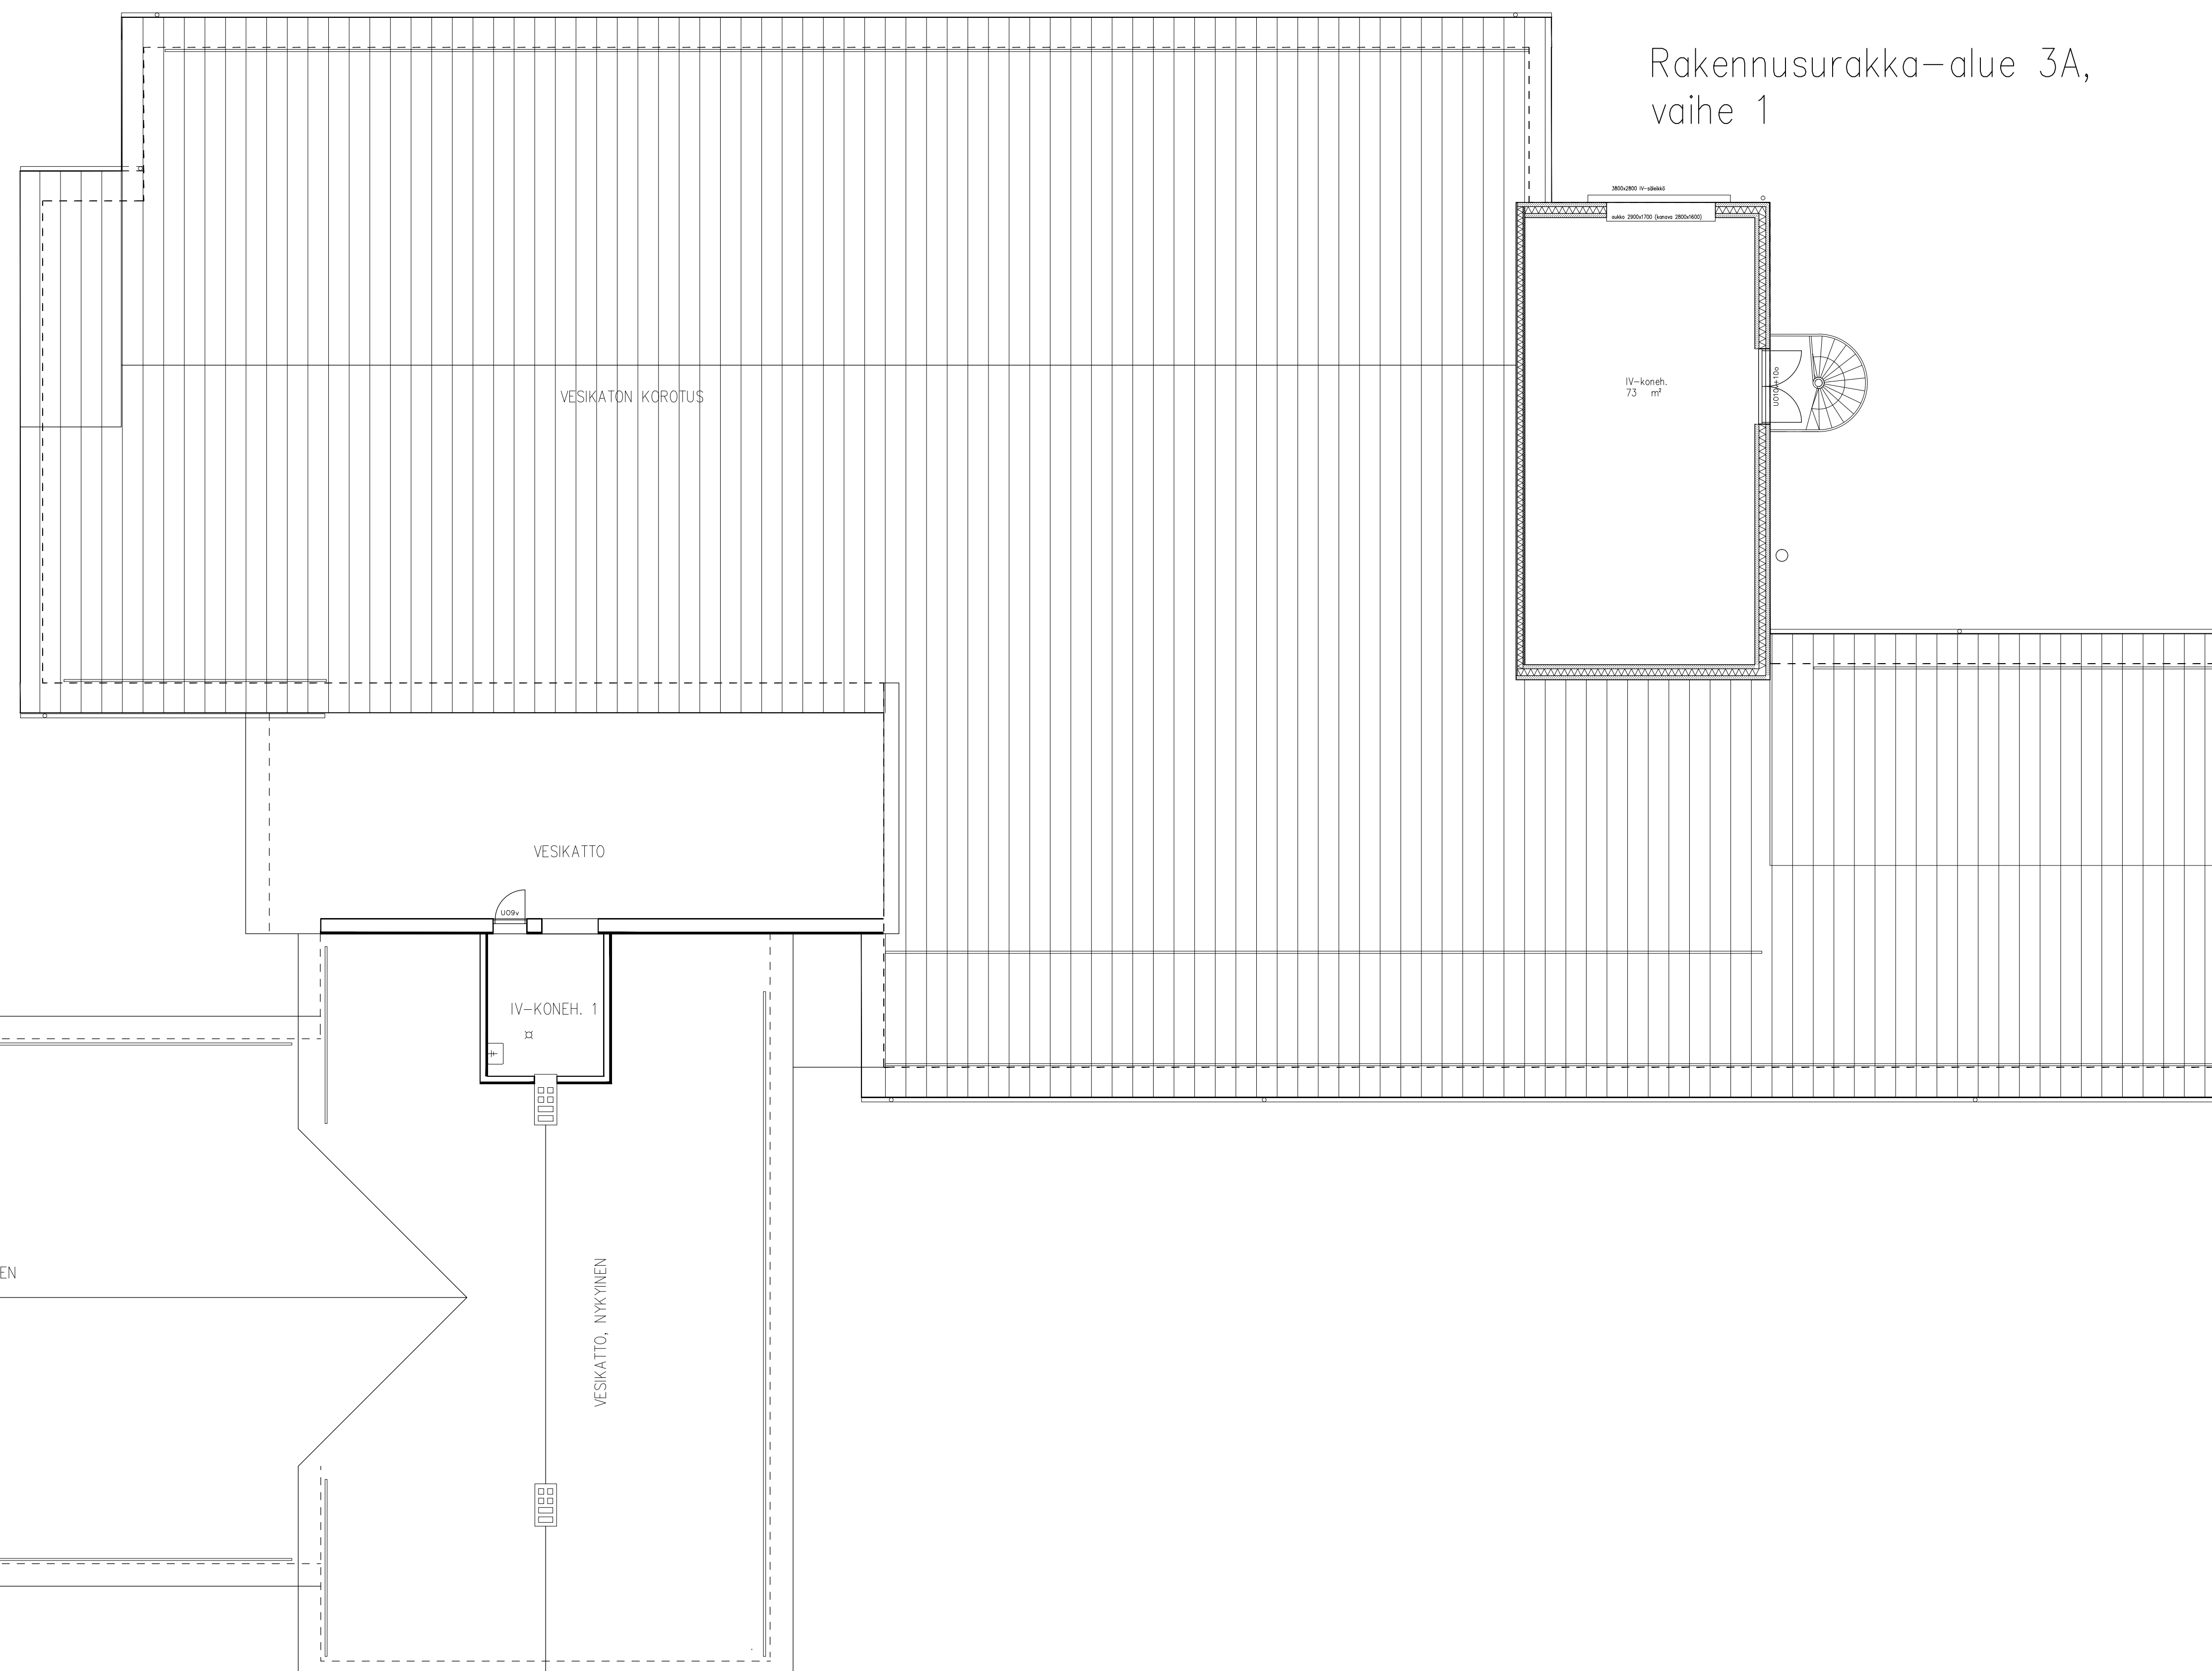 Rakennusurakka-alue 3A,
vaihe 1
3800x2800 IV-säleikkö
aukko 2900x1700 (kanava 2800x1600)
IV-koneh.
73 m²
VESIKATON KOROTUS
VESIKATTO
UO9v
IV-KONEH. 1
VESIKATTO, NYKYINEN
EN